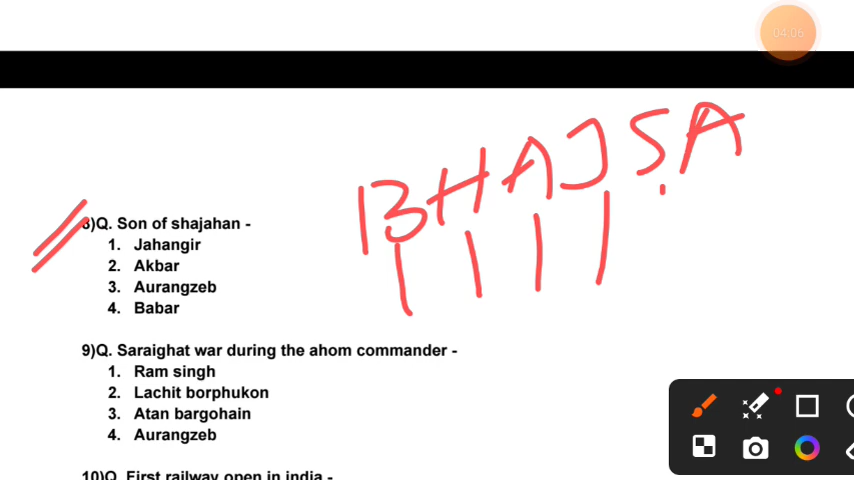 04:06
BHAJSA
8)Q. Son of shajahan -
1. Jahangir
2. Akbar
3. Aurangzeb
4. Babar
9)Q. Saraighat war during the ahom commander -
1. Ram singh
2. Lachit borphukon
3. Atan bargohain
4. Aurangzeb
10)Q. First railway open in india -